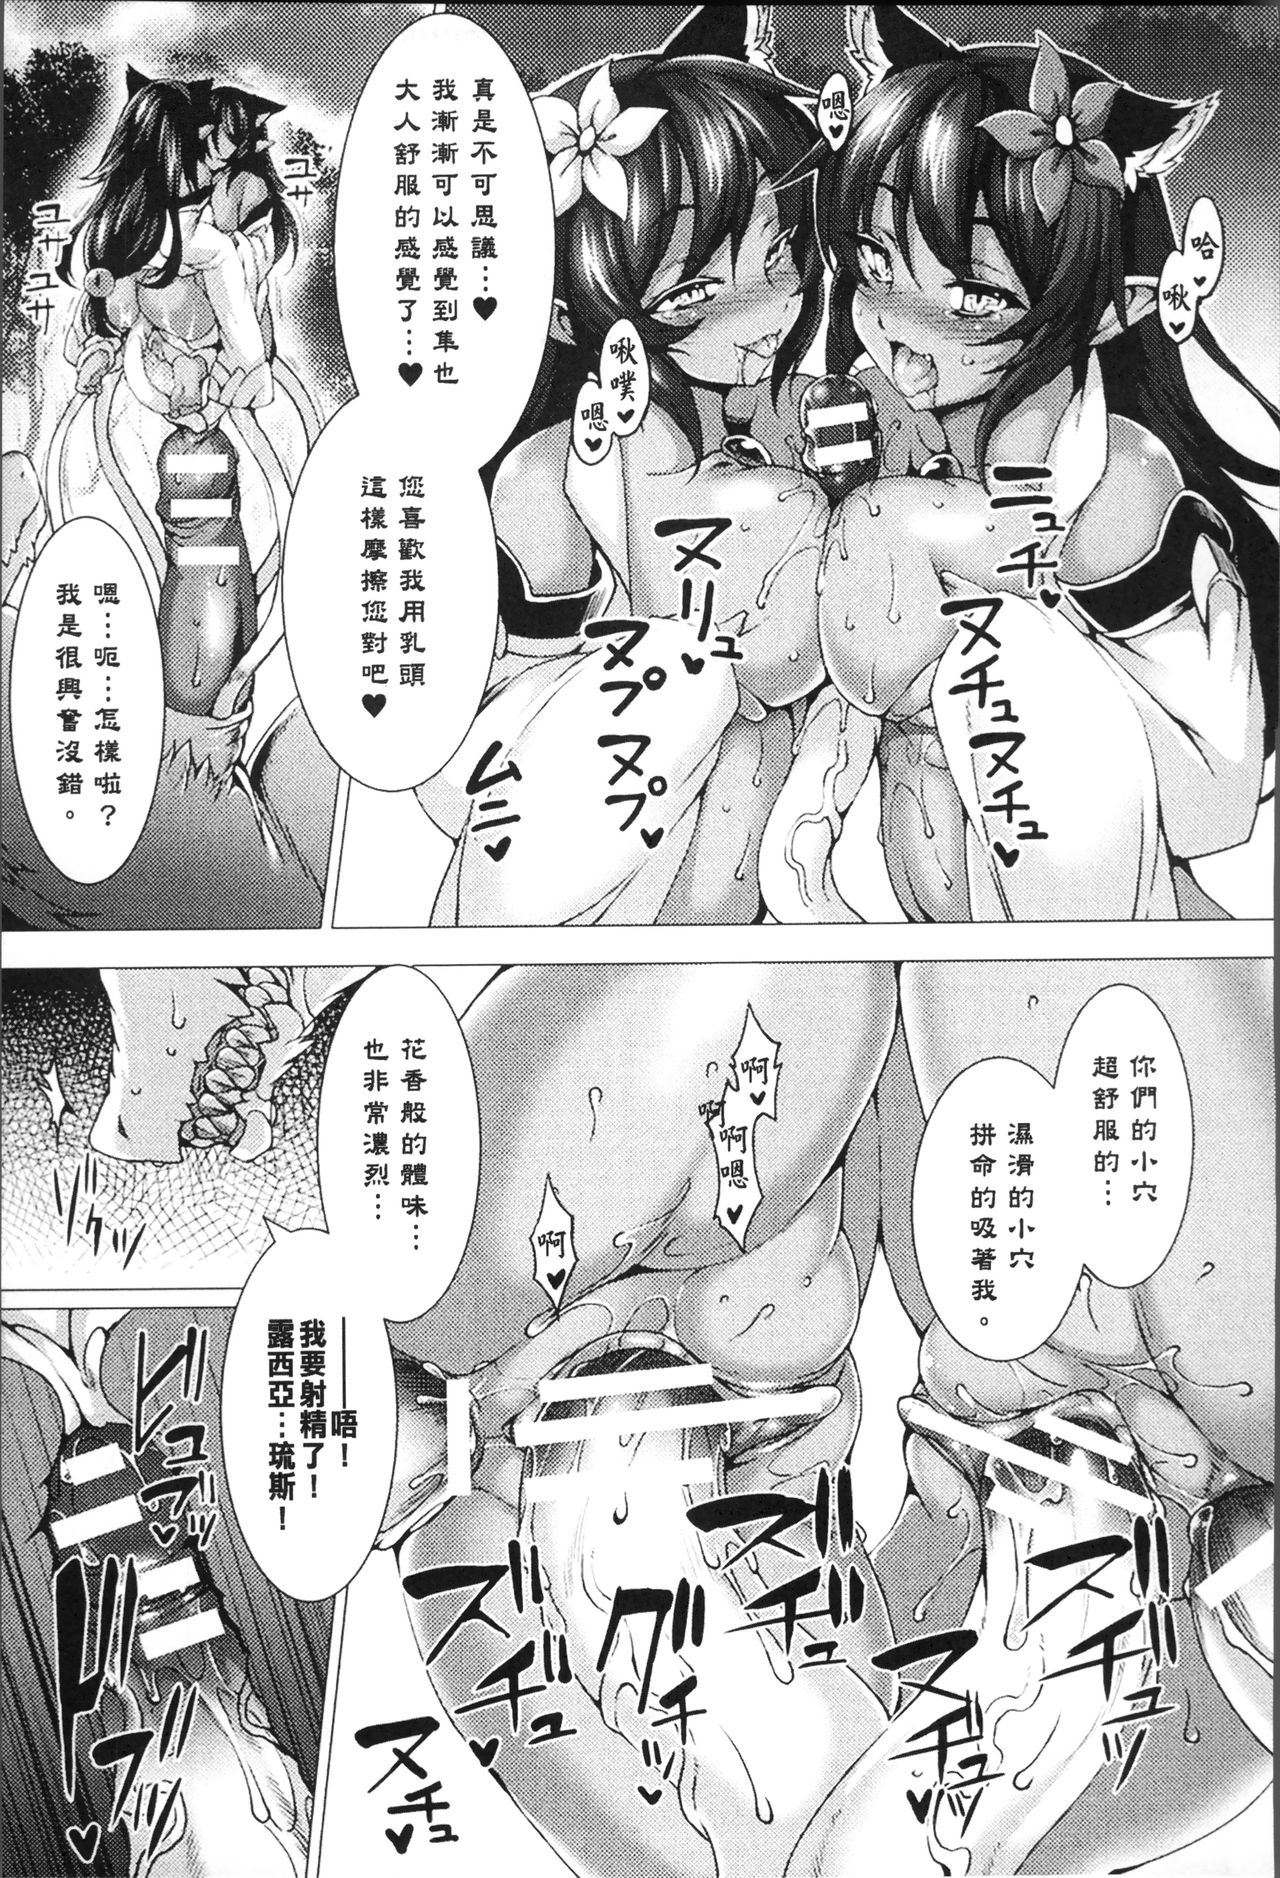 嗯♥
哈
啾♥
真是不可思議…♥
我漸漸可以感覺到隼也
大人舒服的感覺了…♥
啾噗♥
嗯♥
您喜歡我用乳頭
這樣摩擦您對吧♥
ニュチ♥
ヌチュヌチュ
ヌリュ
ヌプヌプ♥
ムニ♥
ユサ
ユサ
ユサ
ユサ
嗯…呃…怎樣啦?
我是很興奮沒錯。
你們的小穴
超舒服的…
濕滑的小穴
拼命的吸著我。
啊♥
啊啊嗯♥
啊♥
花香般的體味…
也非常濃烈…
——唔!
我要射精了!
露西亞…琉斯!
ズヂュ
ズヂュ
グチッ♥
ズヂュ
ヌチュ♥